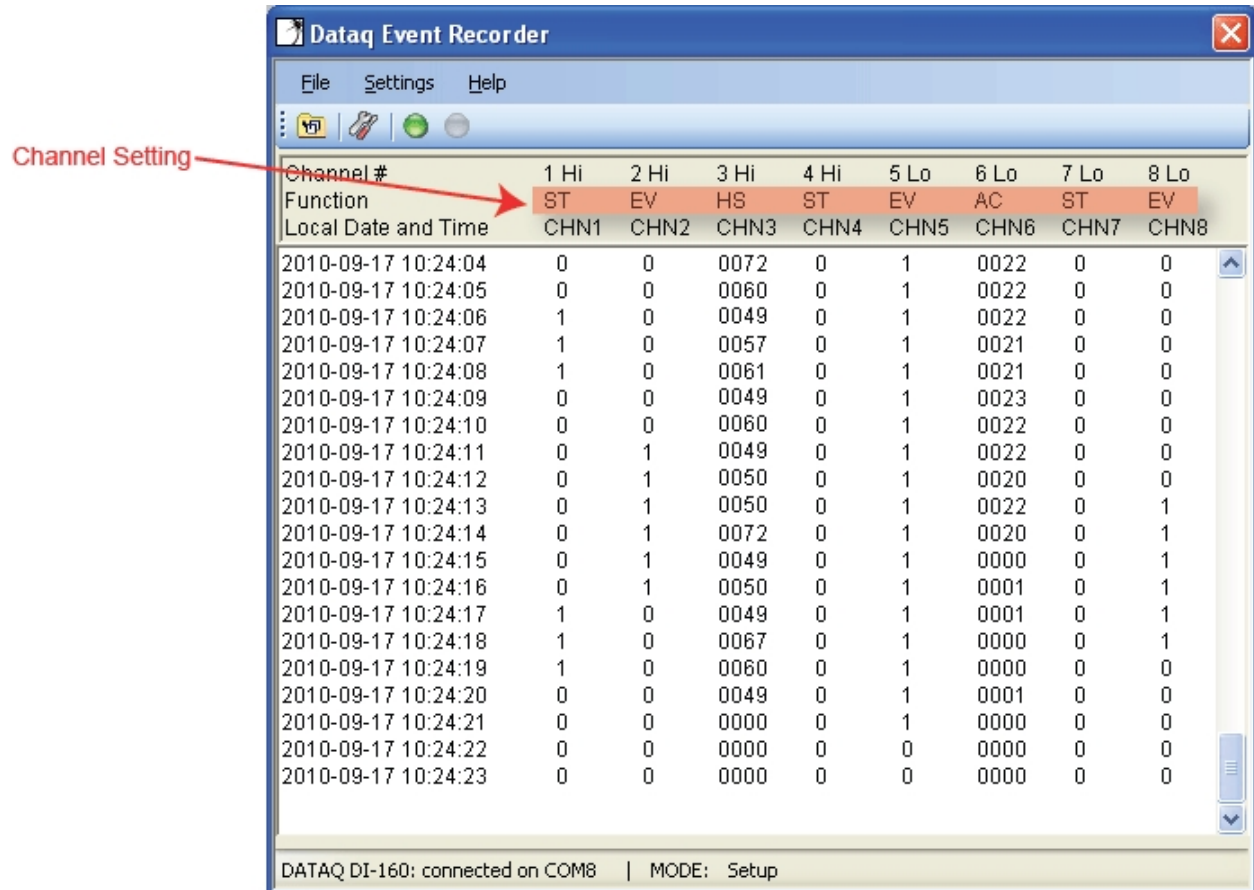 Dataq Event Recorder
File Settings Help
Channel Setting
Channel # 1 Hi 2 Hi 3 Hi 4 Hi 5 Lo 6 Lo 7 Lo 8 Lo
Function ST EV HS ST EV AC ST EV
Local Date and Time CHN1 CHN2 CHN3 CHN4 CHN5 CHN6 CHN7 CHN8
2010-09-17 10:24:04 0 0 0072 0 1 0022 0 0
2010-09-17 10:24:05 0 0 0060 0 1 0022 0 0
2010-09-17 10:24:06 1 0 0049 0 1 0022 0 0
2010-09-17 10:24:07 1 0 0057 0 1 0021 0 0
2010-09-17 10:24:08 1 0 0061 0 1 0021 0 0
2010-09-17 10:24:09 0 0 0049 0 1 0023 0 0
2010-09-17 10:24:10 0 0 0060 0 1 0022 0 0
2010-09-17 10:24:11 0 1 0049 0 1 0022 0 0
2010-09-17 10:24:12 0 1 0050 0 1 0020 0 0
2010-09-17 10:24:13 0 1 0050 0 1 0022 0 1
2010-09-17 10:24:14 0 1 0072 0 1 0020 0 1
2010-09-17 10:24:15 0 1 0049 0 1 0000 0 1
2010-09-17 10:24:16 0 1 0050 0 1 0001 0 1
2010-09-17 10:24:17 1 0 0049 0 1 0001 0 1
2010-09-17 10:24:18 1 0 0067 0 1 0000 0 1
2010-09-17 10:24:19 1 0 0060 0 1 0000 0 0
2010-09-17 10:24:20 0 0 0049 0 1 0001 0 0
2010-09-17 10:24:21 0 0 0000 0 1 0000 0 0
2010-09-17 10:24:22 0 0 0000 0 0 0000 0 0
2010-09-17 10:24:23 0 0 0000 0 0 0000 0 0
DATAQ DI-160: connected on COM8 | MODE: Setup